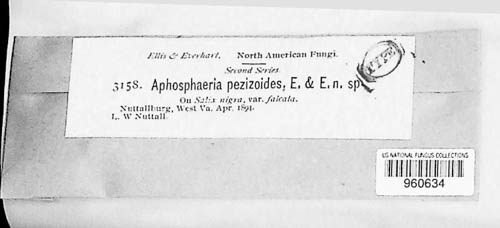 Ellis & Everhart, North American Fungi.
Second Series.
3158. Aphosphaeria pezizoides, E. & E. n. sp.
TYPE
On Salix nigra, var. falcata.
Nuttallburg, West Va. Apr. 1891.
L. W Nuttall.
US NATIONAL FUNGUS COLLECTIONS
960634